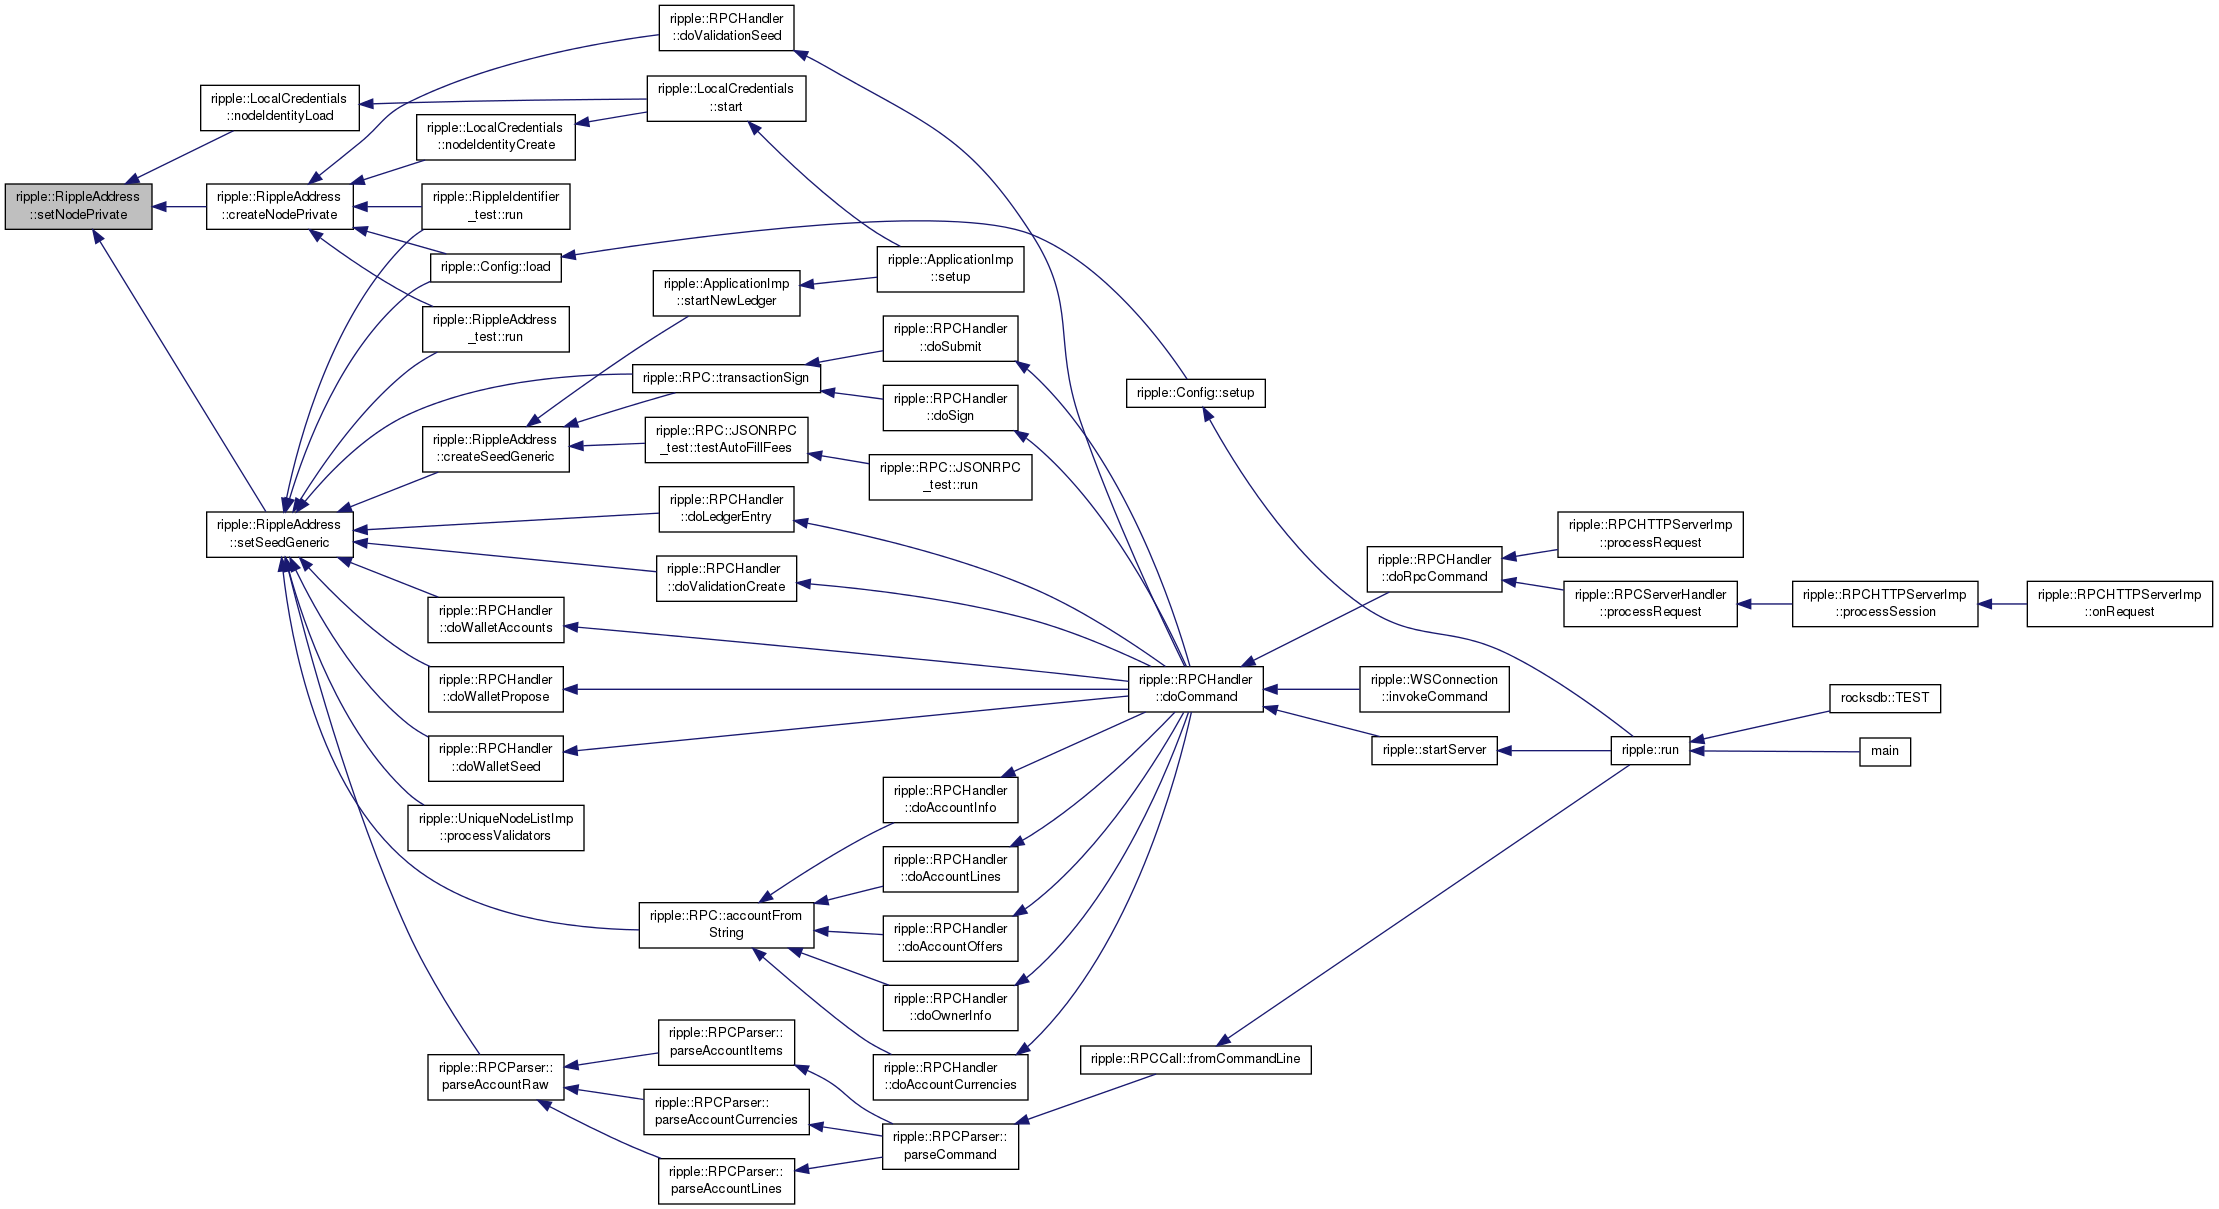 ripple::RippleAddress
::setNodePrivate
ripple::LocalCredentials
::nodeIdentityLoad
ripple::RippleAddress
::createNodePrivate
ripple::RippleAddress
::setSeedGeneric
ripple::LocalCredentials
::nodeIdentityCreate
ripple::RippleIdentifier
_test::run
ripple::Config::load
ripple::RippleAddress
_test::run
ripple::RippleAddress
::createSeedGeneric
ripple::RPCHandler
::doWalletAccounts
ripple::RPCHandler
::doWalletPropose
ripple::RPCHandler
::doWalletSeed
ripple::UniqueNodeListImp
::processValidators
ripple::RPCParser::
parseAccountRaw
ripple::RPCHandler
::doValidationSeed
ripple::LocalCredentials
::start
ripple::ApplicationImp
::startNewLedger
ripple::RPC::transactionSign
ripple::RPC::JSONRPC
_test::testAutoFillFees
ripple::RPCHandler
::doLedgerEntry
ripple::RPCHandler
::doValidationCreate
ripple::RPC::accountFrom
String
ripple::RPCParser::
parseAccountItems
ripple::RPCParser::
parseAccountCurrencies
ripple::RPCParser::
parseAccountLines
ripple::ApplicationImp
::setup
ripple::RPCHandler
::doSubmit
ripple::RPCHandler
::doSign
ripple::RPC::JSONRPC
_test::run
ripple::RPCHandler
::doAccountInfo
ripple::RPCHandler
::doAccountLines
ripple::RPCHandler
::doAccountOffers
ripple::RPCHandler
::doOwnerInfo
ripple::RPCHandler
::doAccountCurrencies
ripple::RPCParser::
parseCommand
ripple::Config::setup
ripple::RPCHandler
::doCommand
ripple::RPCCall::fromCommandLine
ripple::RPCHandler
::doRpcCommand
ripple::WSConnection
::invokeCommand
ripple::startServer
ripple::RPCHTTPServerImp
::processRequest
ripple::RPCServerHandler
::processRequest
ripple::run
ripple::RPCHTTPServerImp
::processSession
rocksdb::TEST
main
ripple::RPCHTTPServerImp
::onRequest